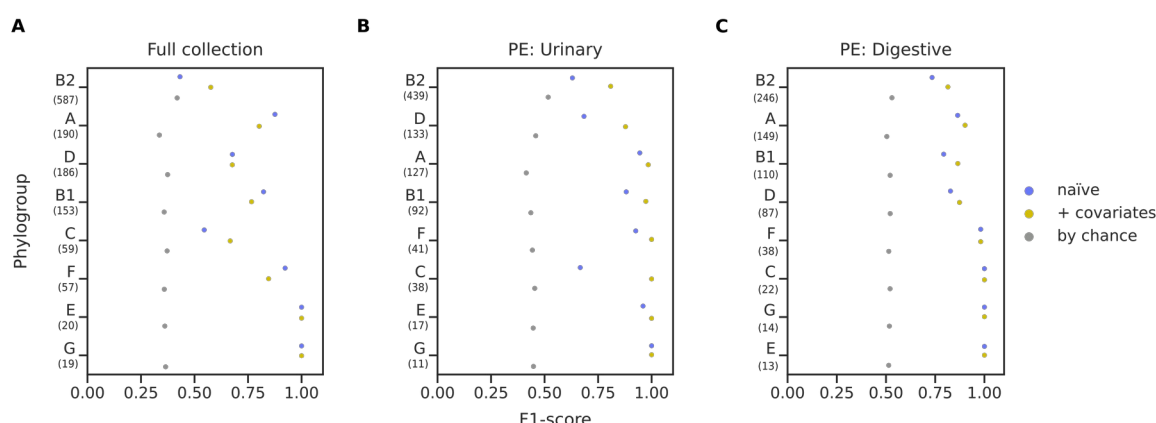 A
B
C
Full collection
PE: Urinary
PE: Digestive
Phylogroup
B2
(587)
A
(190)
D
(186)
B1
(153)
C
(59)
F
(57)
E
(20)
G
(19)
0.00 0.25 0.50 0.75 1.00
B2
(439)
D
(133)
A
(127)
B1
(92)
F
(41)
C
(38)
E
(17)
G
(11)
0.00 0.25 0.50 0.75 1.00
F1-score
B2
(246)
A
(149)
B1
(110)
D
(87)
F
(38)
C
(22)
G
(14)
E
(13)
0.00 0.25 0.50 0.75 1.00
naïve
+ covariates
by chance